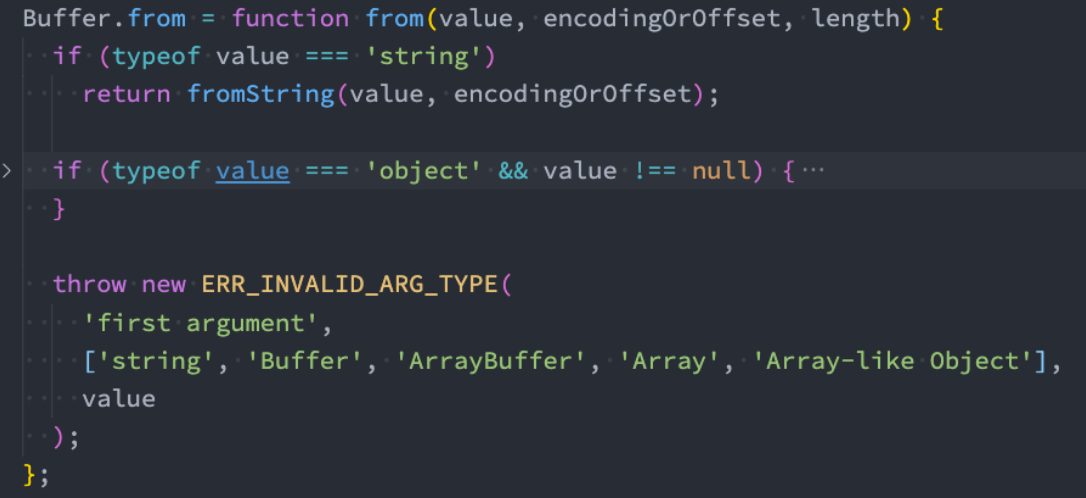 Buffer.from = function from(value, encodingOrOffset, length) {
  if (typeof value === 'string')
    return fromString(value, encodingOrOffset);
  if (typeof value === 'object' && value !== null) { ⋯
  }
  throw new ERR_INVALID_ARG_TYPE(
    'first argument',
    ['string', 'Buffer', 'ArrayBuffer', 'Array', 'Array-like Object'],
    value
  );
};